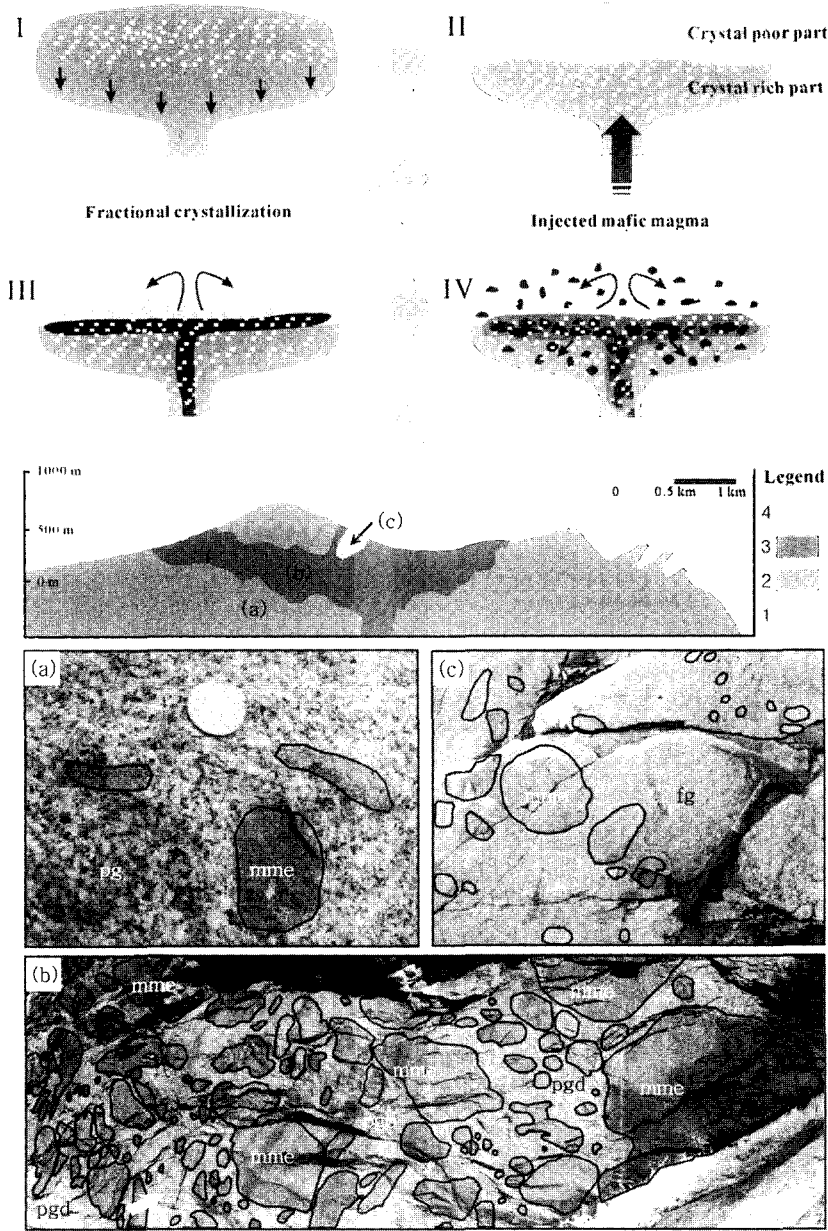 I
II
Crystal poor part
Crystal rich part
Fractional crystallization
Injected mafic magma
III
IV
1000 m
500 m
0 m
0 0.5 km 1 km
Legend
4
3
2
1
(c)
(b)
(a)
(a)
pg
mme
(c)
fg
(b)
mme
mme
mme
pgd
mme
mme
pgd